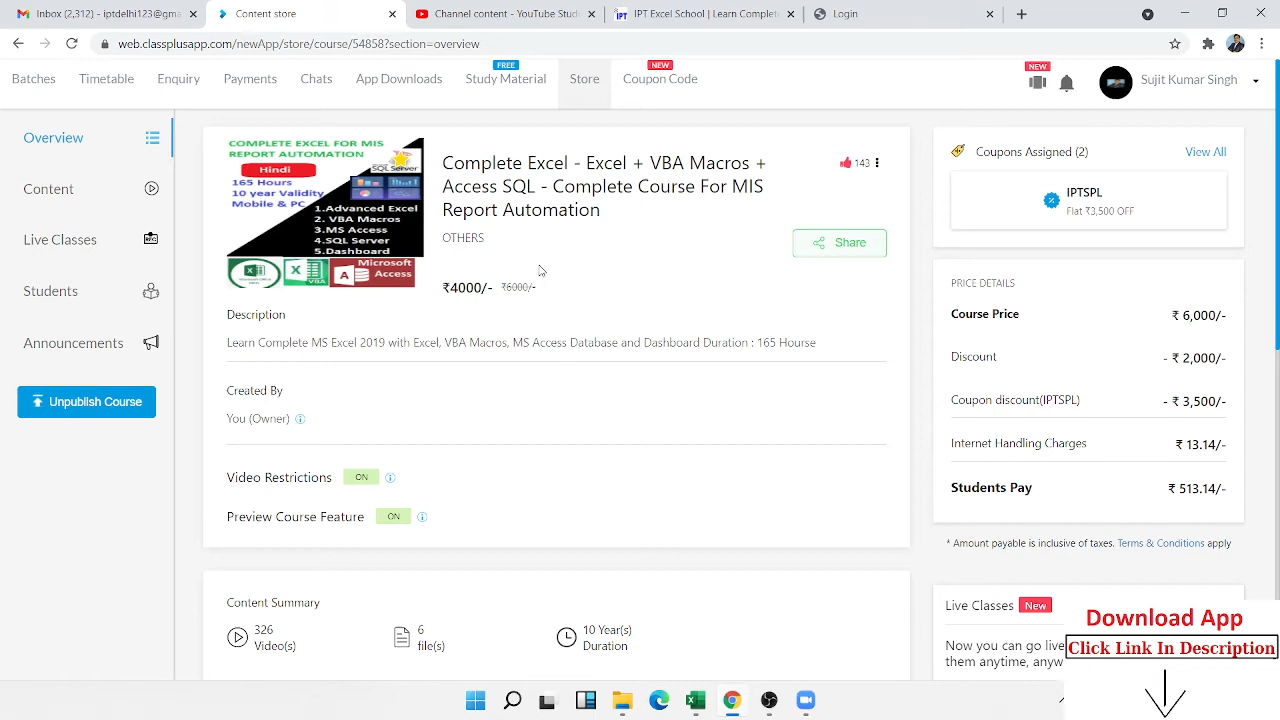 Inbox (2,312) - iptdelhi123@gm
Content store
Channel content - YouTube Stud
IPT Excel School | Learn Complet
Login
web.classplusapp.com/newApp/store/course/54858?section=overview
FREE
NEW
NEW
Batches
Timetable
Enquiry
Payments
Chats
App Downloads
Study Material
Store
Coupon Code
Sujit Kumar Singh
Overview
Content
Live Classes
Students
Announcements
Unpublish Course
COMPLETE EXCEL FOR MIS
REPORT AUTOMATION
Hindi
SQL Server
165 Hours
10 year Validity
Mobile & PC
1.Advanced Excel
2. VBA Macros
3.MS Access
4.SQL Server
5.Dashboard
VBA
Microsoft
Access
Complete Excel - Excel + VBA Macros +
Access SQL - Complete Course For MIS
Report Automation
143
OTHERS
Share
₹4000/- ₹6000/-
Description
Learn Complete MS Excel 2019 with Excel, VBA Macros, MS Access Database and Dashboard Duration : 165 Hourse
Created By
You (Owner)
Video Restrictions ON
Preview Course Feature ON
Content Summary
326
Video(s)
6
file(s)
10 Year(s)
Duration
Coupons Assigned (2) View All
IPTSPL
Flat ₹3,500 OFF
PRICE DETAILS
Course Price ₹ 6,000/-
Discount - ₹ 2,000/-
Coupon discount(IPTSPL) - ₹ 3,500/-
Internet Handling Charges ₹ 13.14/-
Students Pay ₹ 513.14/-
* Amount payable is inclusive of taxes. Terms & Conditions apply
Live Classes New
Now you can go live
them anytime, anyw
Download App
Click Link In Description